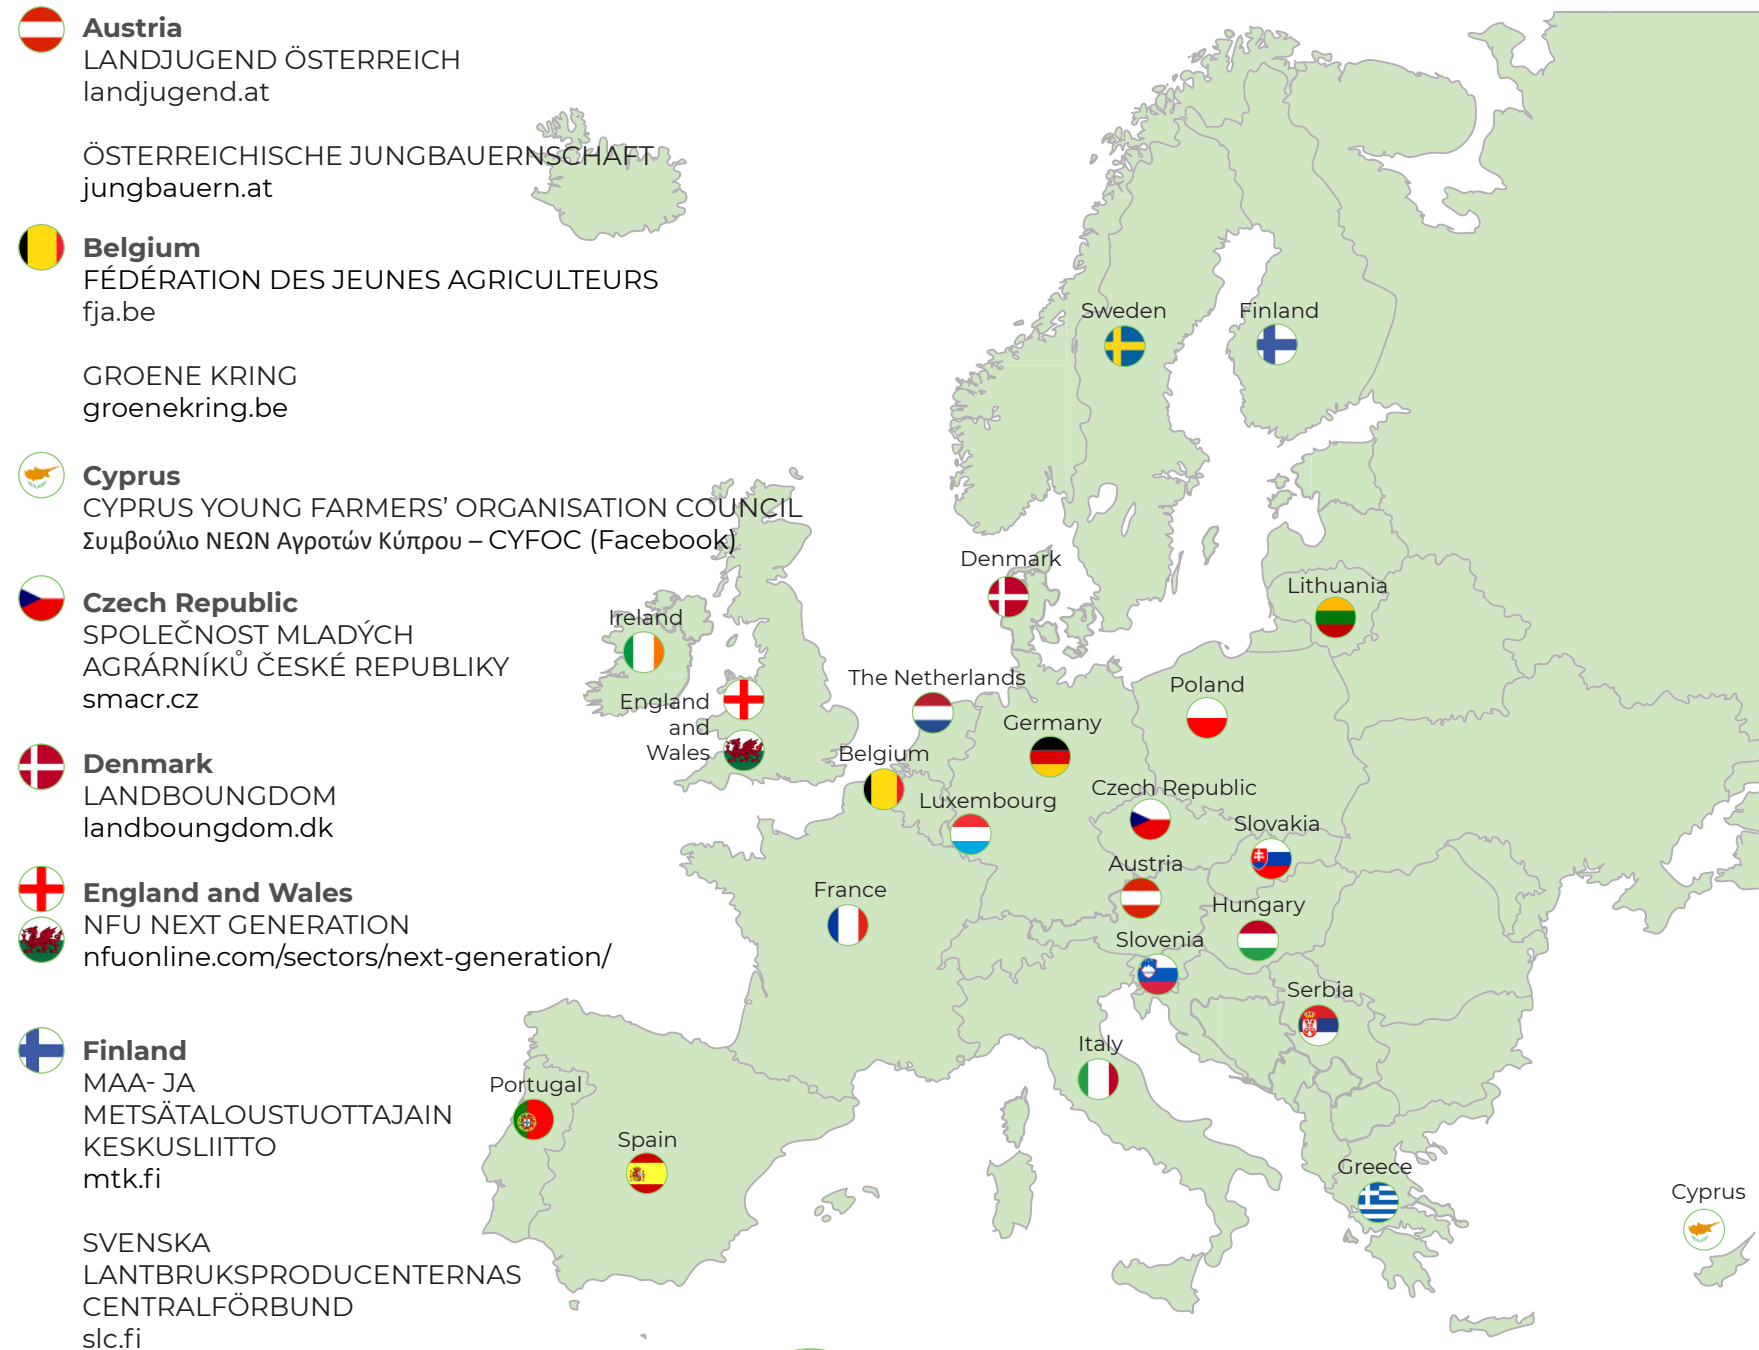 Austria
LANDJUGEND ÖSTERREICH
landjugend.at
ÖSTERREICHISCHE JUNGBAUERNSCHAFT
jungbauern.at
Belgium
FÉDÉRATION DES JEUNES AGRICULTEURS
fja.be
GROENE KRING
groenekring.be
Cyprus
CYPRUS YOUNG FARMERS’ ORGANISATION COUNCIL
Συμβούλιο ΝΕΩΝ Αγροτών Κύπρου – CYFOC (Facebook)
Czech Republic
SPOLEČNOST MLADÝCH
AGRÁRNÍKŮ ČESKÉ REPUBLIKY
smacr.cz
Denmark
LANDBOUNGDOM
landboungdom.dk
England and Wales
NFU NEXT GENERATION
nfuonline.com/sectors/next-generation/
Finland
MAA- JA
METSÄTALOUSTUOTTAJAIN
KESKUSLIITTO
mtk.fi
SVENSKA
LANTBRUKSPRODUCENTERNAS
CENTRALFÖRBUND
slc.fi
Sweden
Finland
Denmark
Lithuania
Ireland
The Netherlands
Poland
England
and
Wales
Germany
Belgium
Czech Republic
Luxembourg
Slovakia
Austria
France
Hungary
Slovenia
Serbia
Italy
Portugal
Spain
Greece
Cyprus